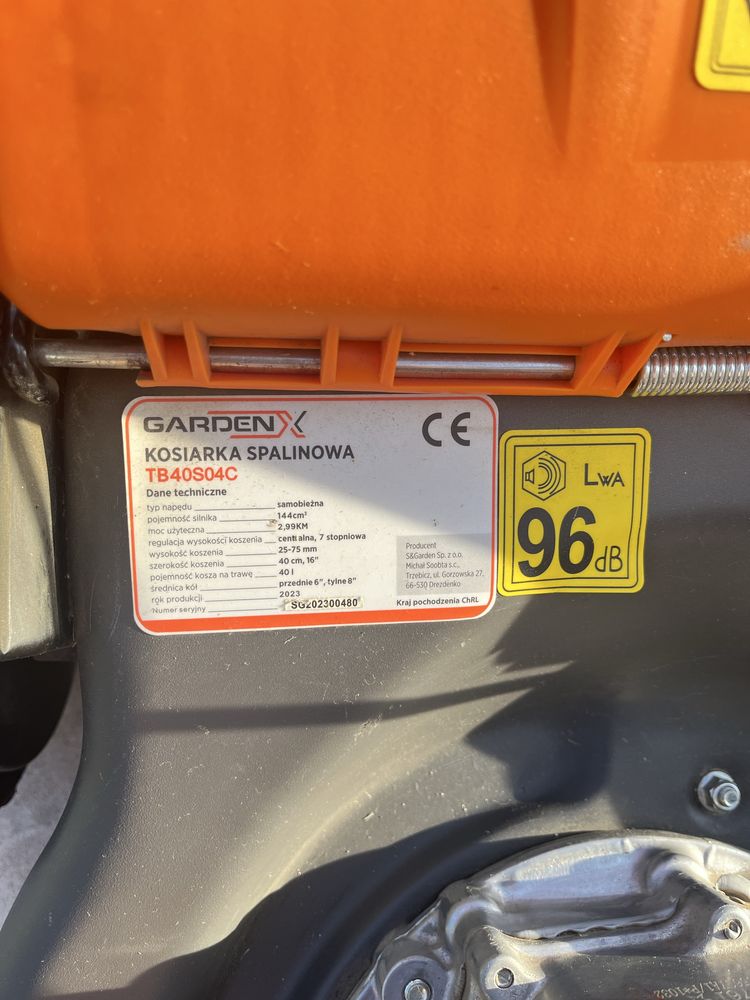 GARDENX
CE
KOSIARKA SPALINOWA
TB40S04C
Dane techniczne
typ napędu samobieżna
pojemność silnika 144cm³
moc użyteczna 2,99KM
regulacja wysokości koszenia centralna, 7 stopniowa
wysokość koszenia 25-75 mm
szerokość koszenia 40 cm, 16"
pojemność kosza na trawę 40 l
średnica kół przednie 6", tylne 8"
rok produkcji 2023
Numer seryjny SG202300480
Producent
S&Garden Sp. z o.o.
Michał Soobta s.c.,
Trzebicz, ul. Gorzowska 27,
66-530 Drezdenko
Kraj pochodzenia ChRL
LWA
96dB